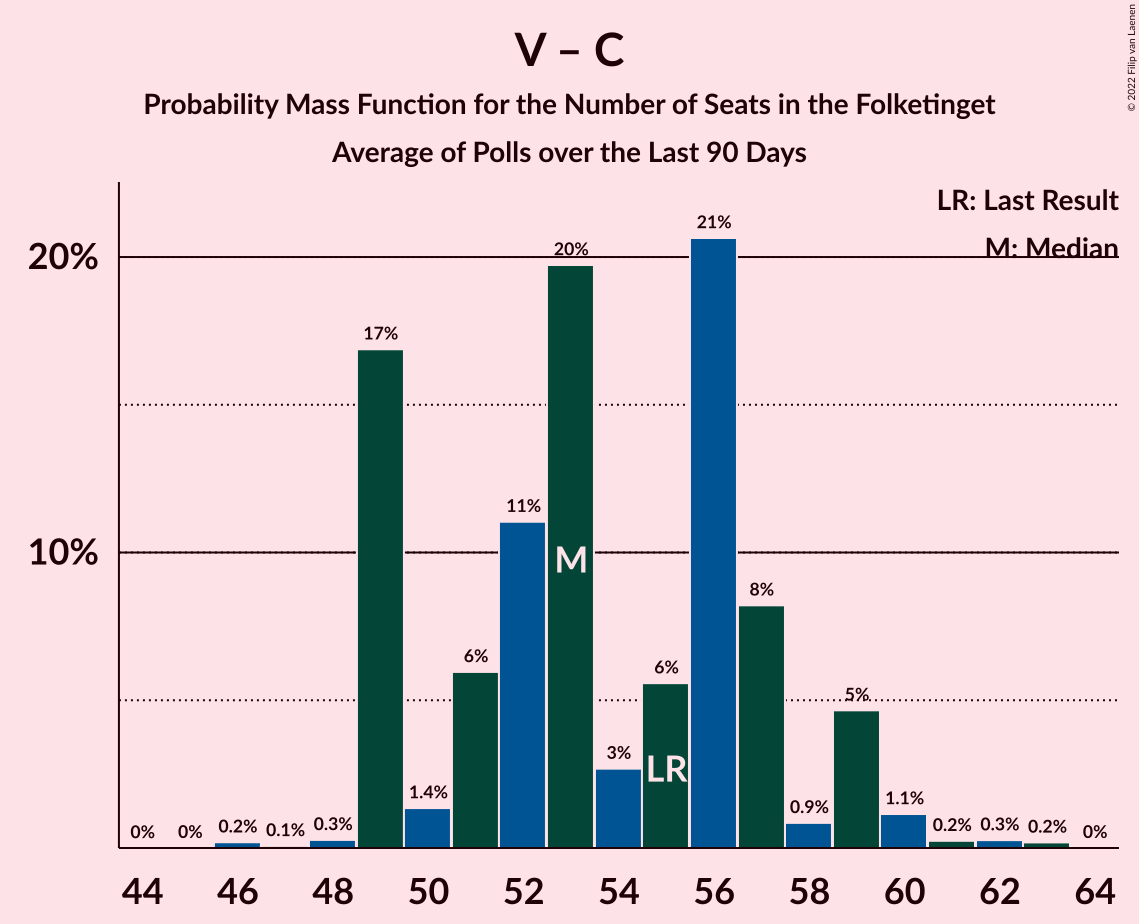 V – C
Probability Mass Function for the Number of Seats in the Folketinget
Average of Polls over the Last 90 Days
© 2022 Filip van Laenen
LR: Last Result
M: Median
20%
10%
0%
0%
0.2%
0.1%
0.3%
17%
1.4%
6%
11%
20%
3%
6%
21%
8%
0.9%
5%
1.1%
0.2%
0.3%
0.2%
0%
M
LR
44 46 48 50 52 54 56 58 60 62 64